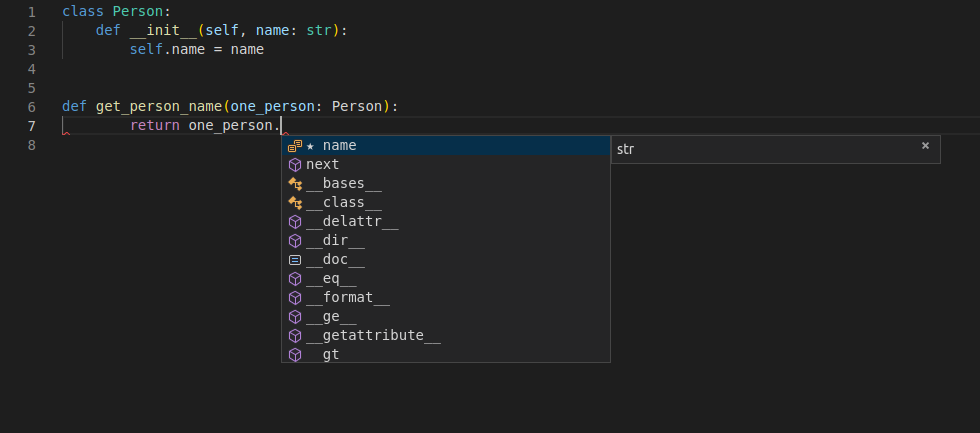 1 class Person:
2 def __init__(self, name: str):
3 self.name = name
4
5
6 def get_person_name(one_person: Person):
7 return one_person.
8
★ name
str ×
next
__bases__
__class__
__delattr__
__dir__
__doc__
__eq__
__format__
__ge__
__getattribute__
__gt